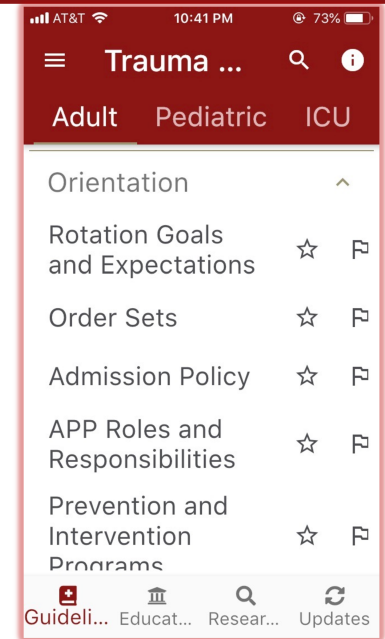 AT&T 10:41 PM 73%
Trauma ...
Adult Pediatric ICU
Orientation
Rotation Goals
and Expectations
Order Sets
Admission Policy
APP Roles and
Responsibilities
Prevention and
Intervention
Programs
Guideli... Educat... Resear... Updates